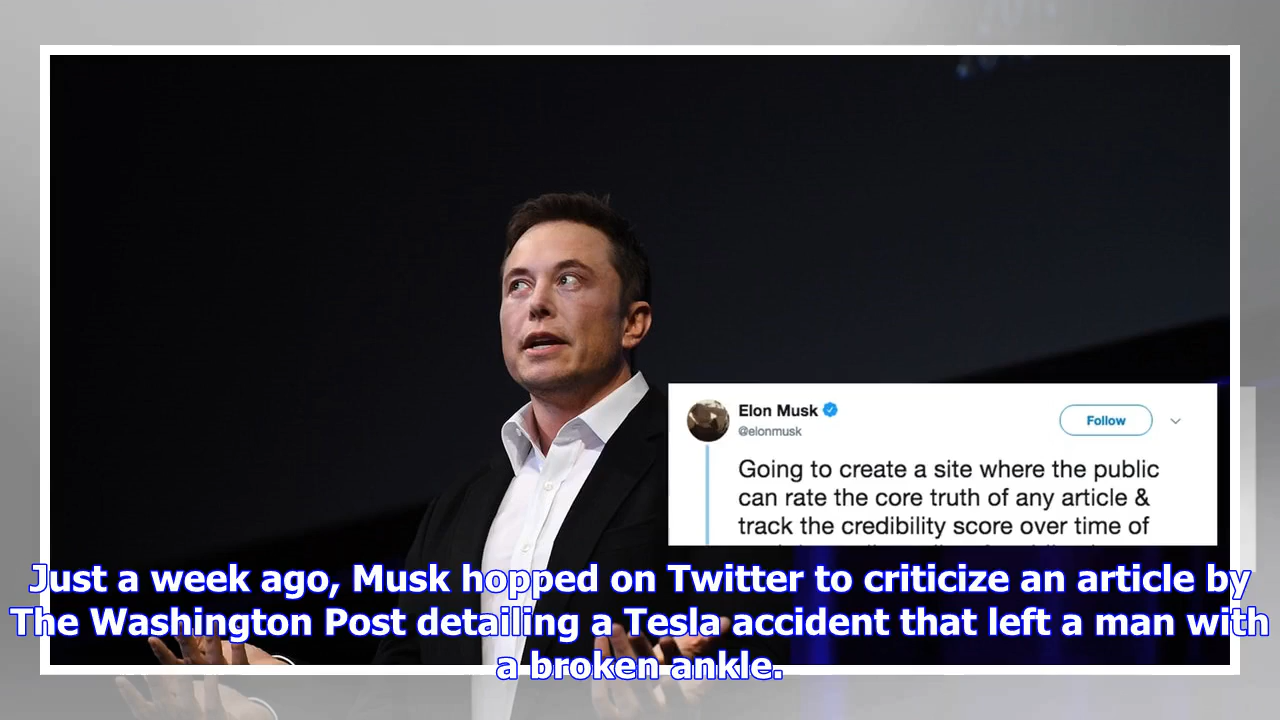 Elon Musk
@elonmusk
Follow
Going to create a site where the public
can rate the core truth of any article &
track the credibility score over time of
Just a week ago, Musk hopped on Twitter to criticize an article by
The Washington Post detailing a Tesla accident that left a man with
a broken ankle.